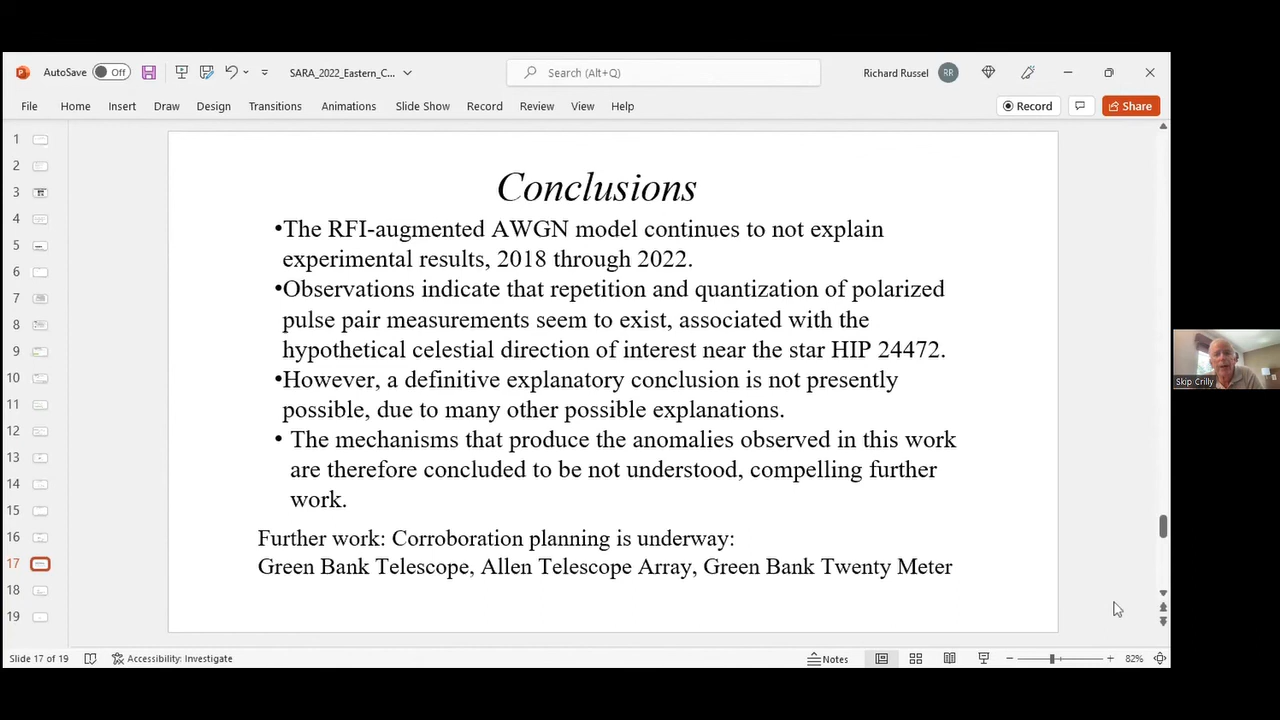 AutoSave Off SARA_2022_Eastern_C... Search (Alt+Q) Richard Russel RR
File Home Insert Draw Design Transitions Animations Slide Show Record Review View Help Record Share
1
2
3
4
5
6
7
8
9
10
11
12
13
14
15
16
17
18
19
Conclusions
•The RFI-augmented AWGN model continues to not explain
experimental results, 2018 through 2022.
•Observations indicate that repetition and quantization of polarized
pulse pair measurements seem to exist, associated with the
hypothetical celestial direction of interest near the star HIP 24472.
•However, a definitive explanatory conclusion is not presently
possible, due to many other possible explanations.
• The mechanisms that produce the anomalies observed in this work
are therefore concluded to be not understood, compelling further
work.
Further work: Corroboration planning is underway:
Green Bank Telescope, Allen Telescope Array, Green Bank Twenty Meter
Skip Crilly
Slide 17 of 19 Accessibility: Investigate Notes 82%